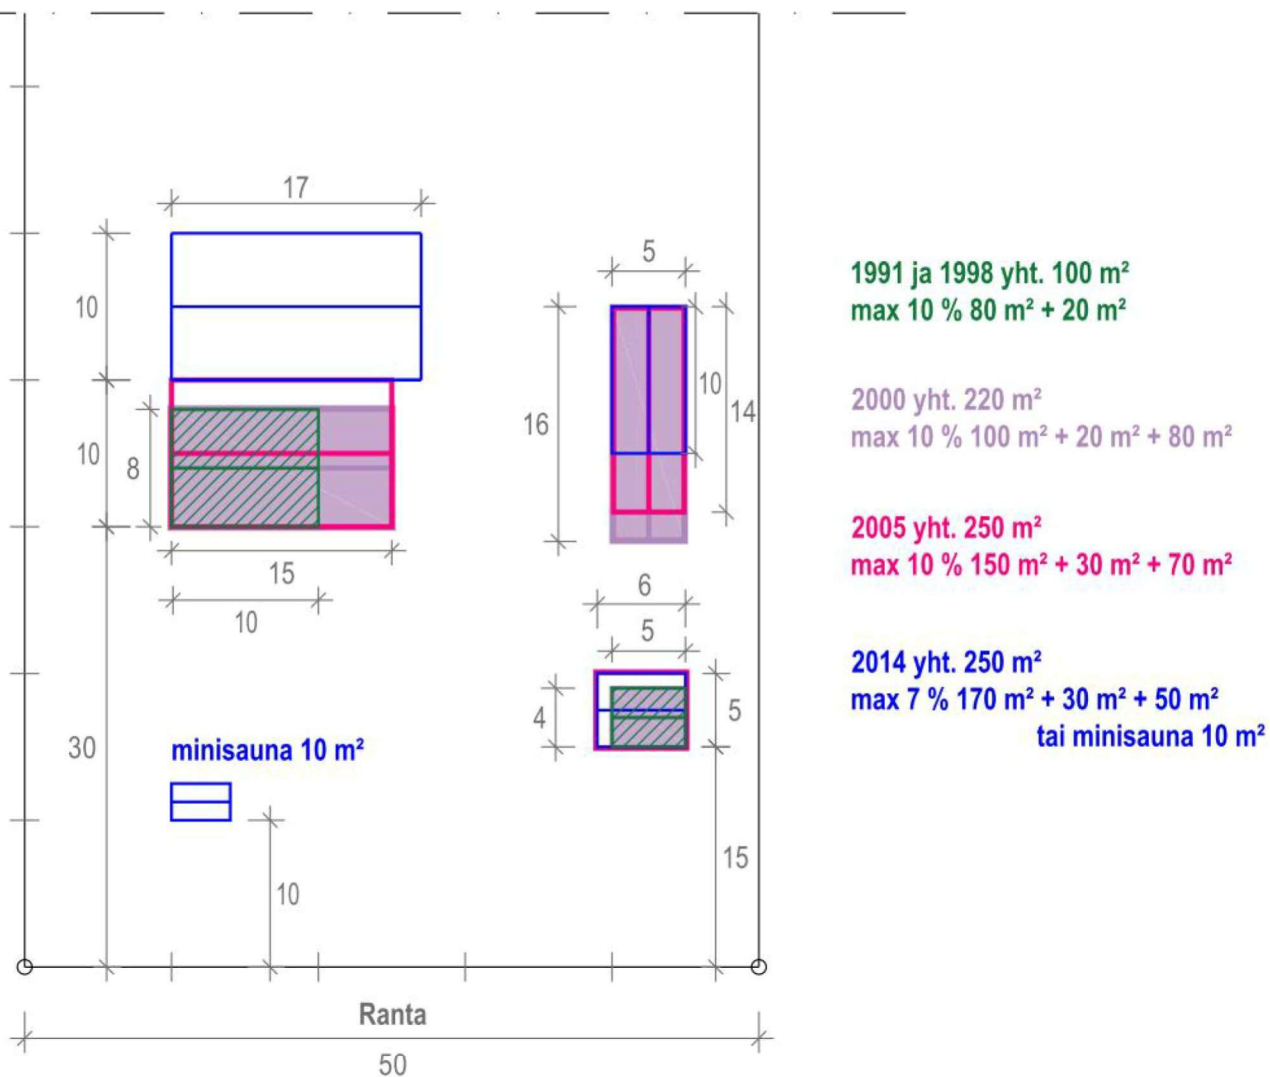 17
5
10
10
14
16
10
8
15
10
6
5
4
5
30
minisauna 10 m²
15
10
Ranta
50
1991 ja 1998 yht. 100 m²
max 10 % 80 m² + 20 m²
2000 yht. 220 m²
max 10 % 100 m² + 20 m² + 80 m²
2005 yht. 250 m²
max 10 % 150 m² + 30 m² + 70 m²
2014 yht. 250 m²
max 7 % 170 m² + 30 m² + 50 m²
tai minisauna 10 m²